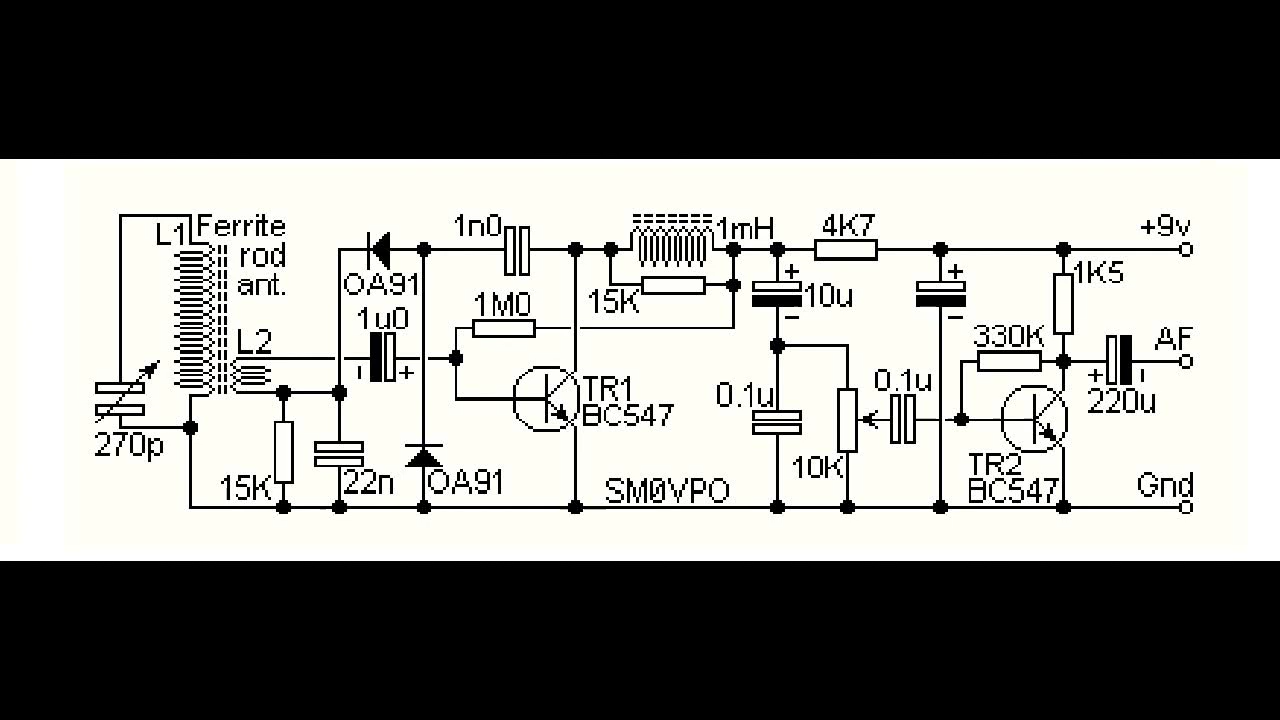 L1 Ferrite
rod
ant.
L2
270p
15K
22n
OA91
1u0
+
OA91
1n0
1M0
TR1
BC547
15K
1mH
SM0VPO
+
10u
−
0.1u
4K7
10K
0.1u
+
−
330K
TR2
BC547
1K5
+9v
AF
+
220u
Gnd